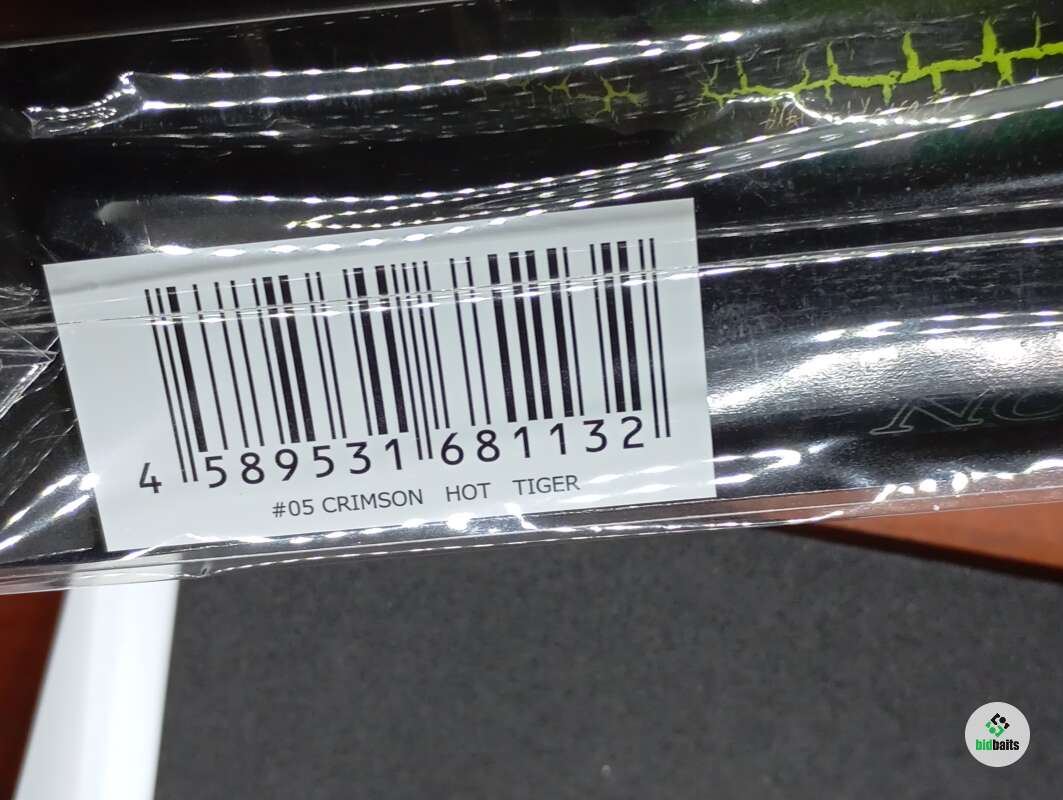 4 589531 681132
#05 CRIMSON HOT TIGER
bidbaits